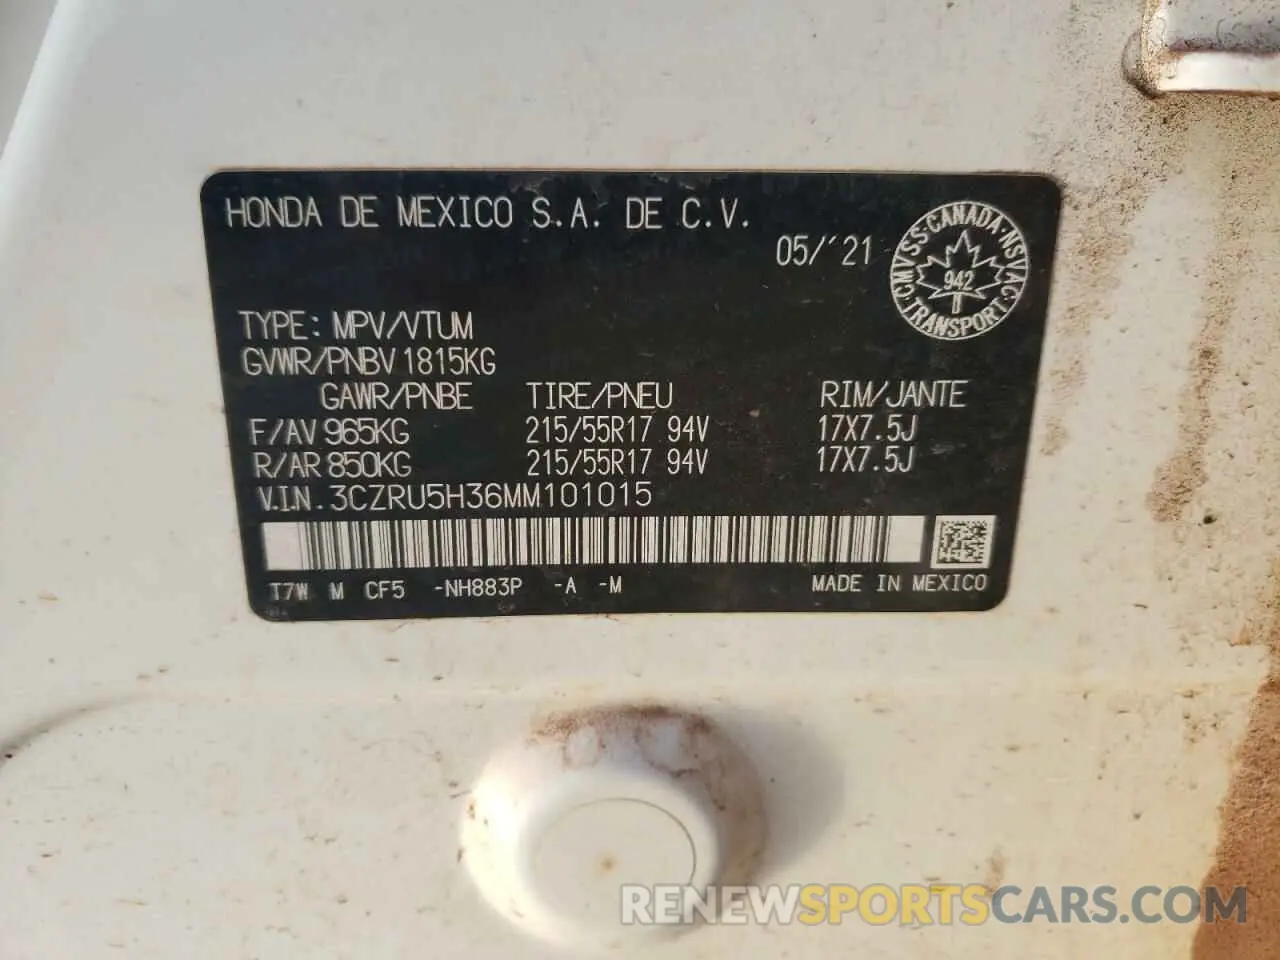 HONDA DE MEXICO S.A. DE C.V.
05/'21
CMVSS·CANADA·NSVAC·
942
TRANSPORT
TYPE: MPV/VTUM
GVWR/PNBV 1815KG
GAWR/PNBE TIRE/PNEU RIM/JANTE
F/AV 965KG 215/55R17 94V 17X7.5J
R/AR 850KG 215/55R17 94V 17X7.5J
V.I.N. 3CZRU5H36MM101015
T7W M CF5 -NH883P -A -M MADE IN MEXICO
RENEWSPORTSCARS.COM